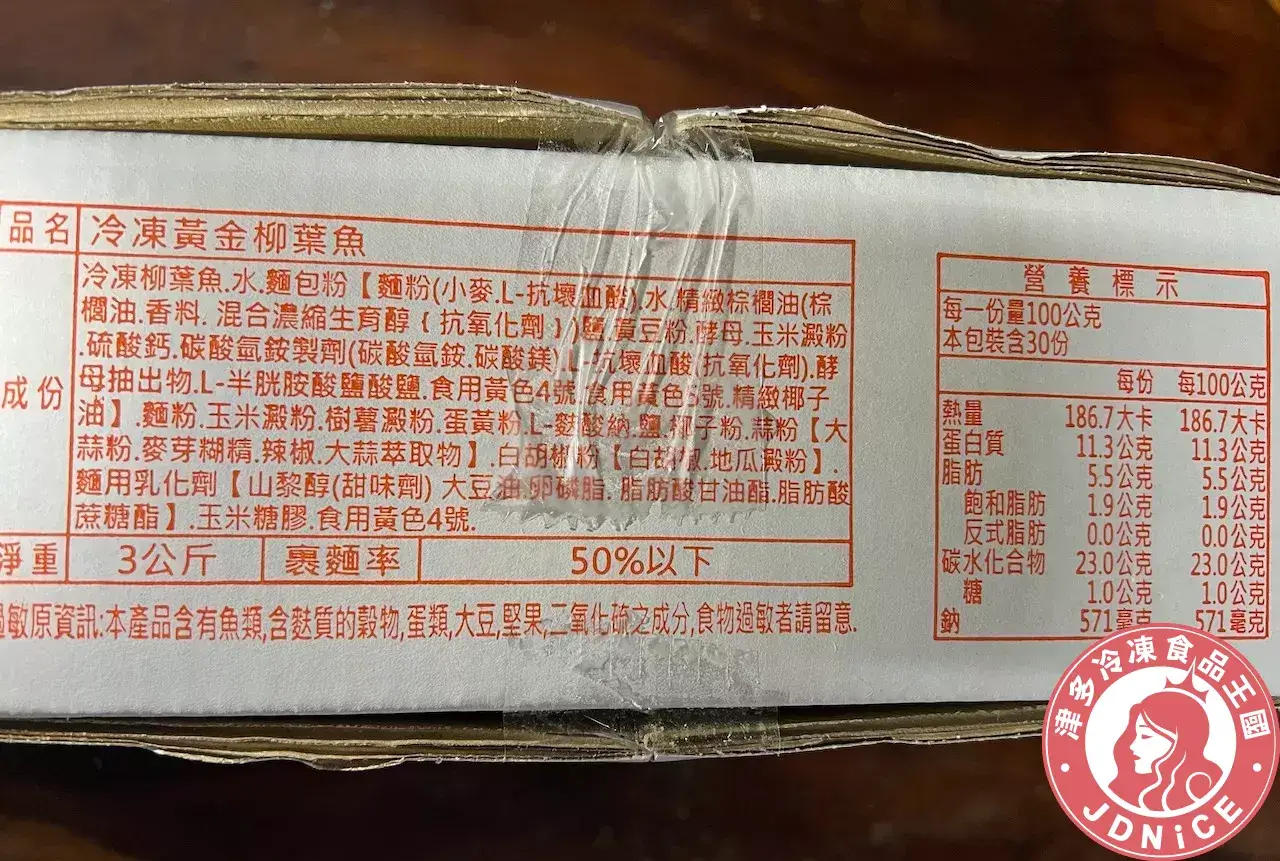 品名 冷凍黃金柳葉魚
成份
冷凍柳葉魚.水.麵包粉【麵粉(小麥.L-抗壞血酸).水.精緻棕櫚油(棕
櫚油.香料. 混合濃縮生育醇﹝抗氧化劑﹞).鹽.黃豆粉.酵母.玉米澱粉
.硫酸鈣.碳酸氫銨製劑(碳酸氫銨.碳酸鎂).L-抗壞血酸(抗氧化劑).酵
母抽出物.L-半胱胺酸鹽酸鹽.食用黃色4號.食用黃色5號.精緻椰子
油】.麵粉.玉米澱粉.樹薯澱粉.蛋黃粉.L-麩酸鈉.鹽.椰子粉.蒜粉【大
蒜粉.麥芽糊精.辣椒.大蒜萃取物】.白胡椒粉【白胡椒.地瓜澱粉】.
麵用乳化劑【山黎醇(甜味劑) 大豆油.卵磷脂. 脂肪酸甘油酯.脂肪酸
蔗糖酯】.玉米糖膠.食用黃色4號.
淨重 3公斤 裹麵率 50%以下
敏原資訊:本產品含有魚類,含麩質的穀物,蛋類,大豆,堅果,二氧化硫之成分,食物過敏者請留意.
營養標示
每一份量100公克
本包裝含30份
每份 每100公克
熱量 186.7大卡 186.7大卡
蛋白質 11.3公克 11.3公克
脂肪 5.5公克 5.5公克
飽和脂肪 1.9公克 1.9公克
反式脂肪 0.0公克 0.0公克
碳水化合物 23.0公克 23.0公克
糖 1.0公克 1.0公克
鈉 571毫克 571毫克
津多冷凍食品王國
JDNiCE